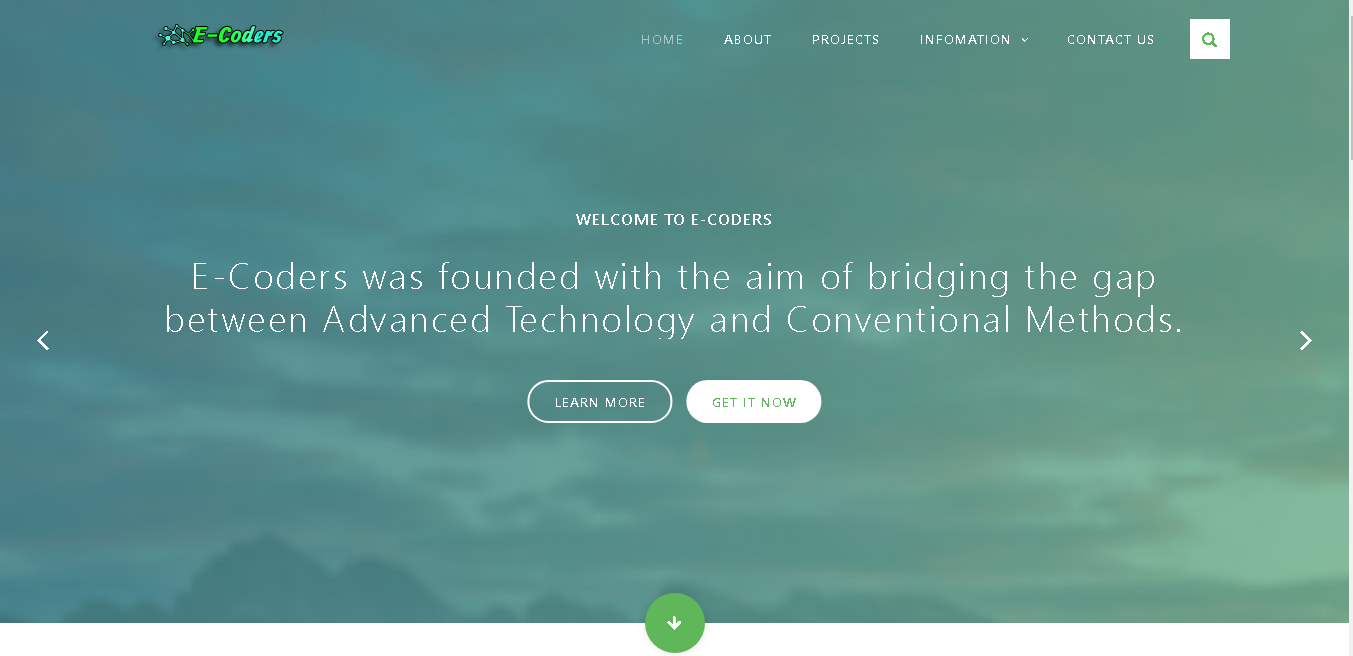 E-Coders
HOME ABOUT PROJECTS INFOMATION CONTACT US
WELCOME TO E-CODERS
E-Coders was founded with the aim of bridging the gap
between Advanced Technology and Conventional Methods.
LEARN MORE GET IT NOW